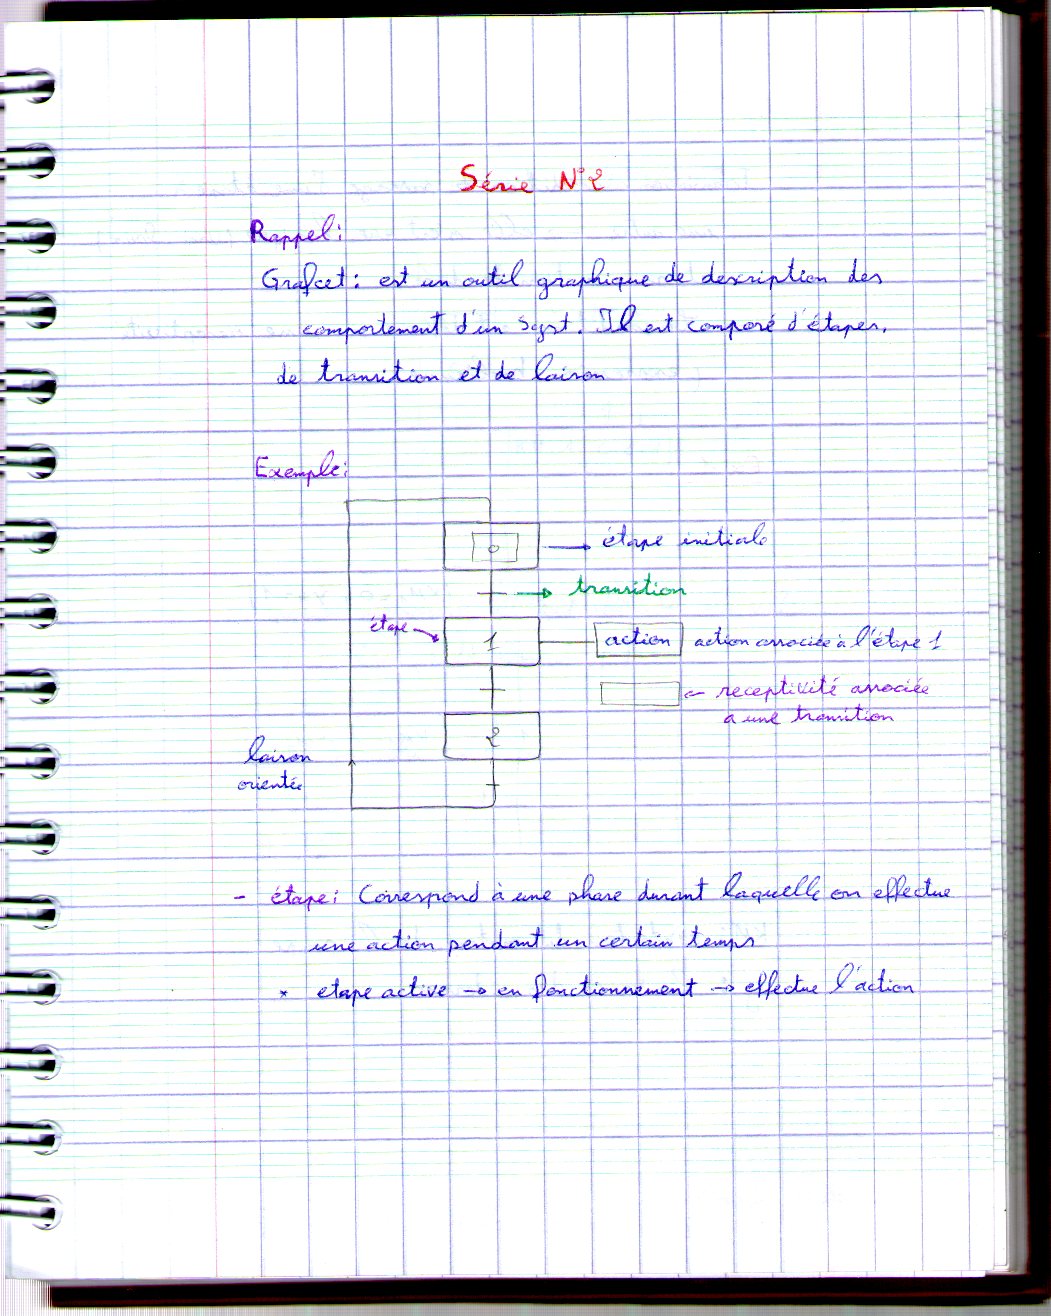 Série N°2
Rappel:
Grafcet: est un outil graphique de description des
comportement d'un syst. Il est composé d'étapes,
de transition et de laison
Exemple:
0
étape initiale
transition
étape
1
action
action associée à l'étape 1
receptivité associée
a une transition
2
laison
orientée
- étape: Correspond à une phase durant laquelle on effectue
une action pendant un certain temps
* etape active → en fonctionnement → effectue l'action